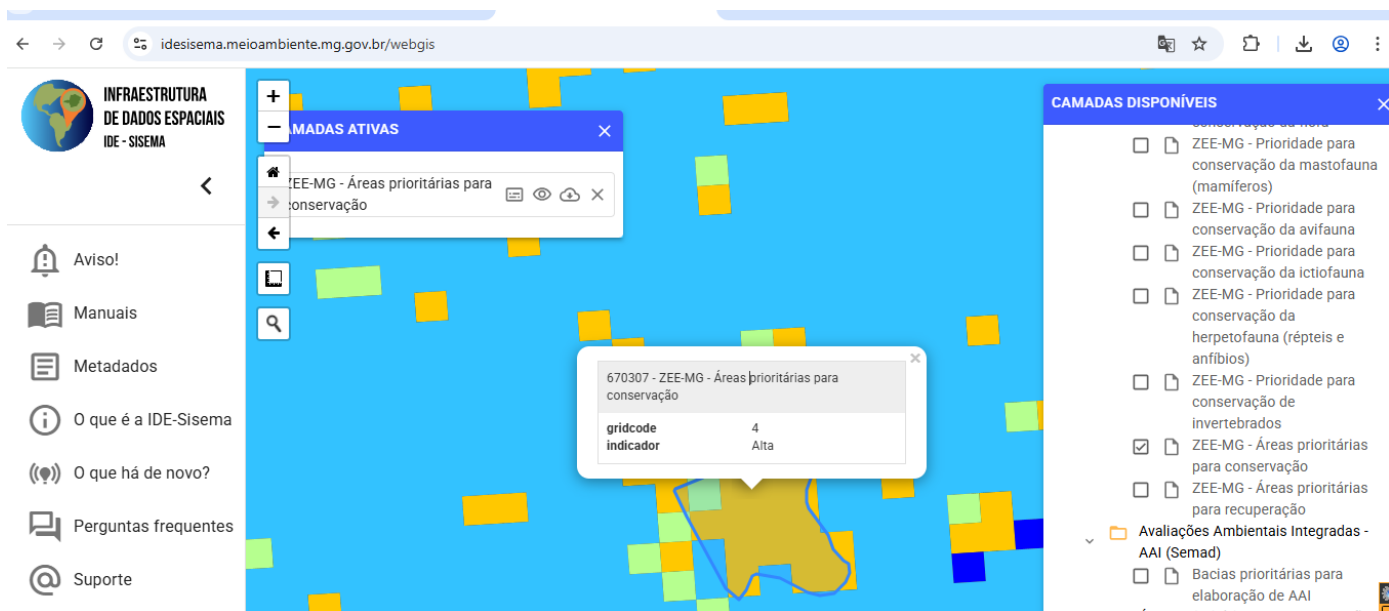 idesisema.meioambiente.mg.gov.br/webgis
INFRAESTRUTURA
DE DADOS ESPACIAIS
IDE - SISEMA
Aviso!
Manuais
Metadados
O que é a IDE-Sisema
O que há de novo?
Perguntas frequentes
Suporte
+
−
AMADAS ATIVAS
ZEE-MG - Áreas prioritárias para
conservação
670307 - ZEE-MG - Áreas prioritárias para
conservação
gridcode 4
indicador Alta
CAMADAS DISPONÍVEIS
conservação da flora
ZEE-MG - Prioridade para
conservação da mastofauna
(mamíferos)
ZEE-MG - Prioridade para
conservação da avifauna
ZEE-MG - Prioridade para
conservação da ictiofauna
ZEE-MG - Prioridade para
conservação da
herpetofauna (répteis e
anfíbios)
ZEE-MG - Prioridade para
conservação de
invertebrados
ZEE-MG - Áreas prioritárias
para conservação
ZEE-MG - Áreas prioritárias
para recuperação
Avaliações Ambientais Integradas -
AAI (Semad)
Bacias prioritárias para
elaboração de AAI